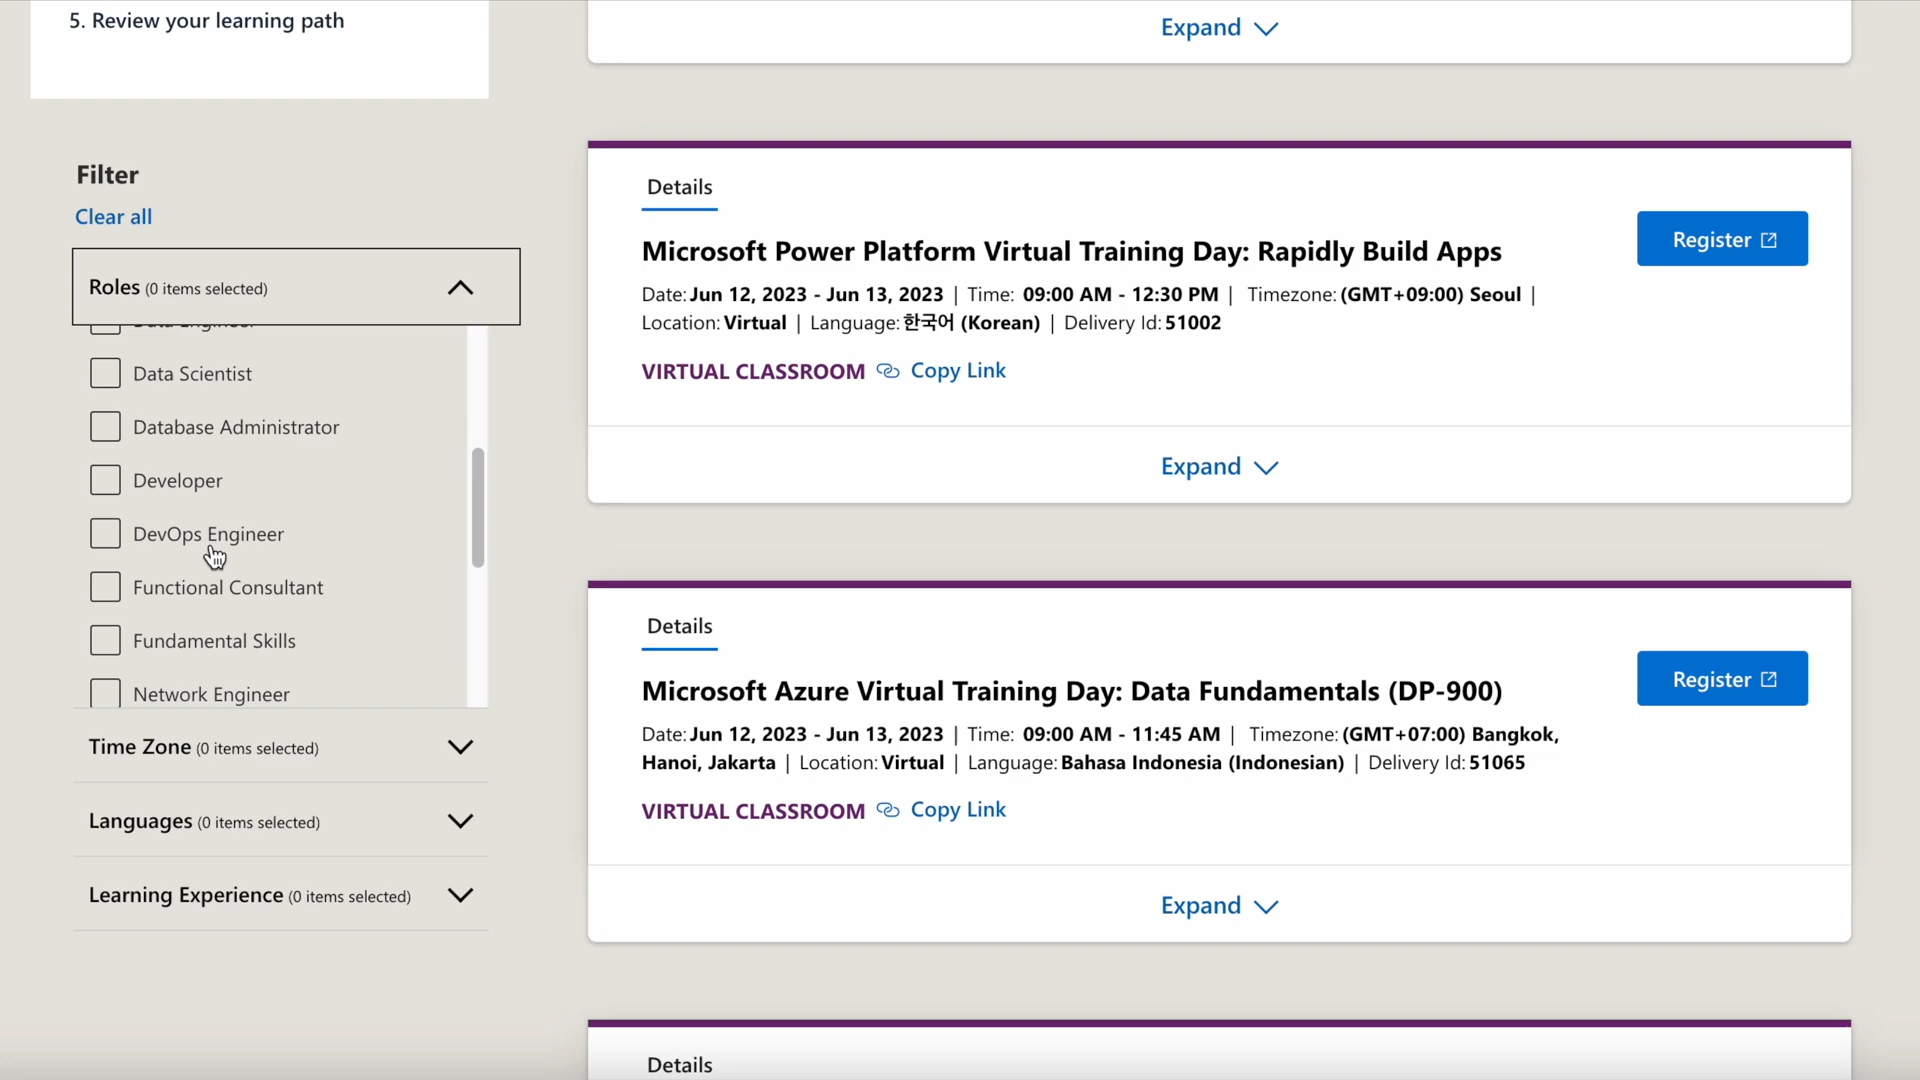 5. Review your learning path
Expand
Filter
Clear all
Roles (0 items selected)
Data Engineer
Data Scientist
Database Administrator
Developer
DevOps Engineer
Functional Consultant
Fundamental Skills
Network Engineer
Time Zone (0 items selected)
Languages (0 items selected)
Learning Experience (0 items selected)
Details
Microsoft Power Platform Virtual Training Day: Rapidly Build Apps
Register
Date: Jun 12, 2023 - Jun 13, 2023 | Time: 09:00 AM - 12:30 PM | Timezone: (GMT+09:00) Seoul |
Location: Virtual | Language: 한국어 (Korean) | Delivery Id: 51002
VIRTUAL CLASSROOM Copy Link
Expand
Details
Microsoft Azure Virtual Training Day: Data Fundamentals (DP-900)
Register
Date: Jun 12, 2023 - Jun 13, 2023 | Time: 09:00 AM - 11:45 AM | Timezone: (GMT+07:00) Bangkok,
Hanoi, Jakarta | Location: Virtual | Language: Bahasa Indonesia (Indonesian) | Delivery Id: 51065
VIRTUAL CLASSROOM Copy Link
Expand
Details